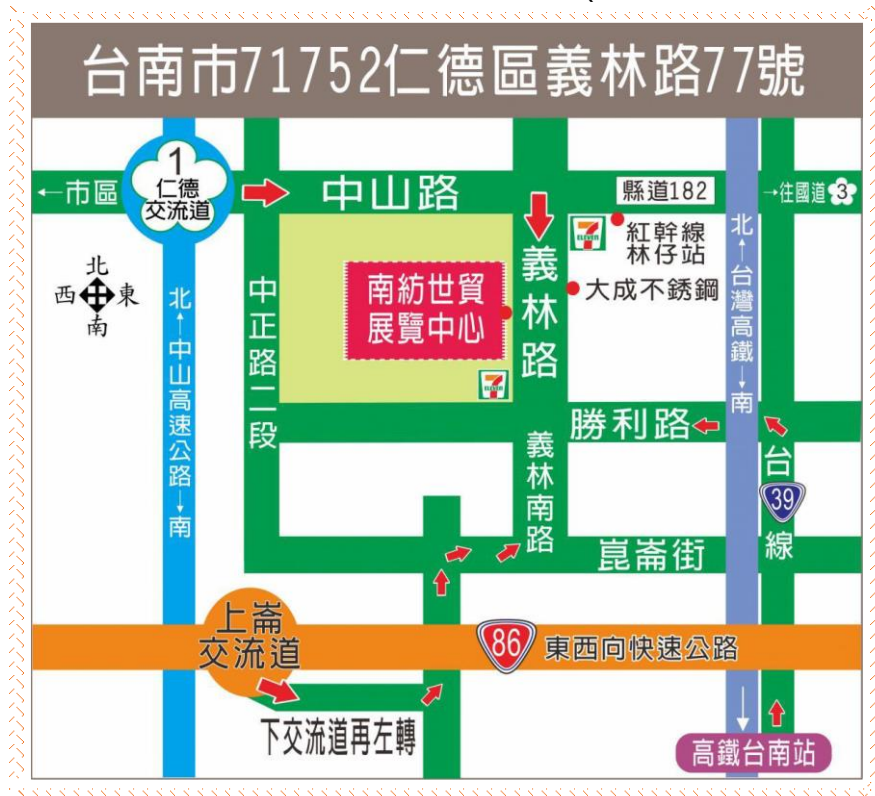 台南市71752仁德區義林路77號
←市區
1
仁德
交流道
中山路
縣道182
→往國道3
7
ELEVEN
紅幹線
林仔站
大成不銹鋼
北
西 東
南
北↑中山高速公路↓南
中正路二段
南紡世貿
展覽中心
義林路
北↑台灣高鐵↓南
7
ELEVEN
勝利路
義林南路
台39線
崑崙街
上崙
交流道
86
東西向快速公路
下交流道再左轉
高鐵台南站